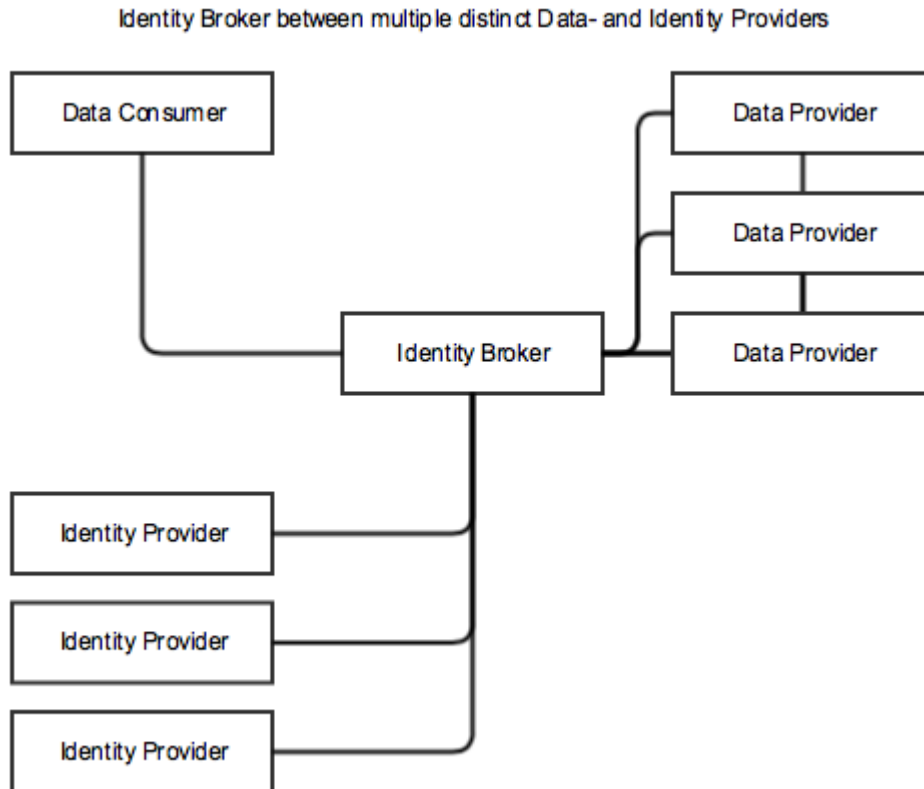 Identity Broker between multiple distinct Data- and Identity Providers
Data Consumer
Data Provider
Data Provider
Identity Broker
Data Provider
Identity Provider
Identity Provider
Identity Provider